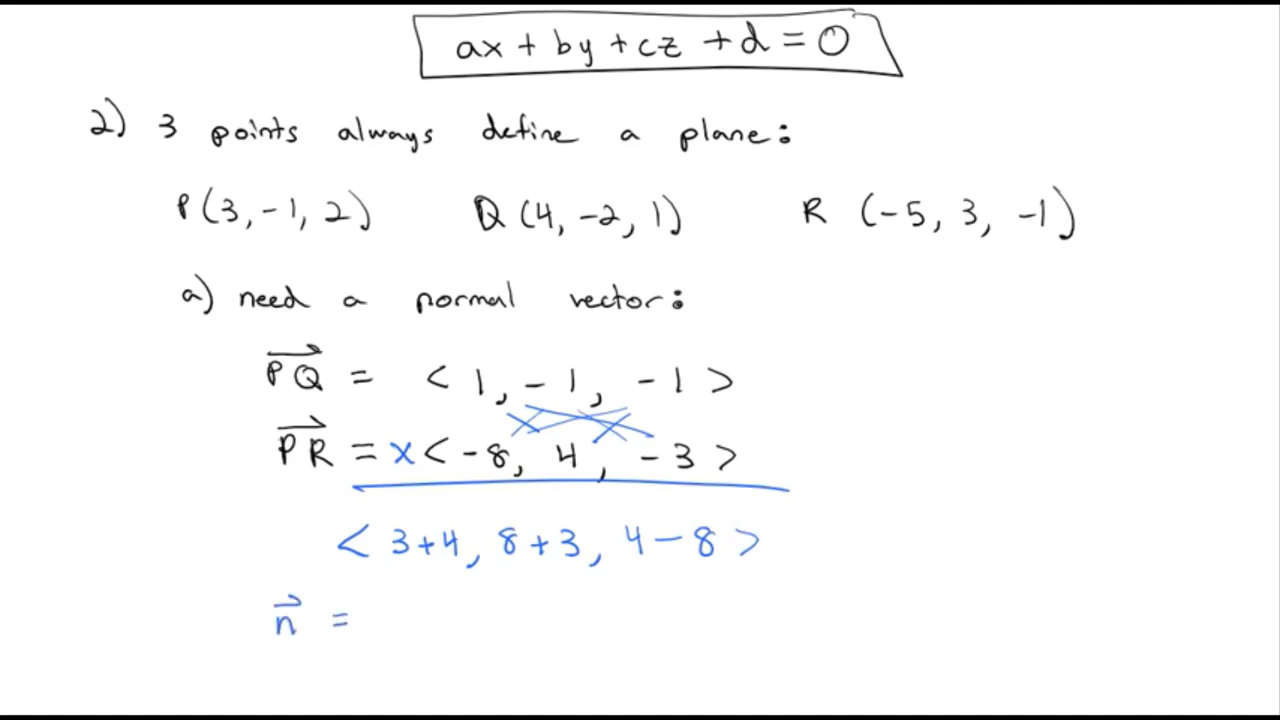 ax + by + cz + d = 0
2) 3 points always define a plane:
P(3, -1, 2) Q(4, -2, 1) R (-5, 3, -1)
a) need a normal vector:
→PQ = < 1, -1, -1 >
→PR = x < -8, 4, -3 >
< 3+4, 8+3, 4-8 >
→n =